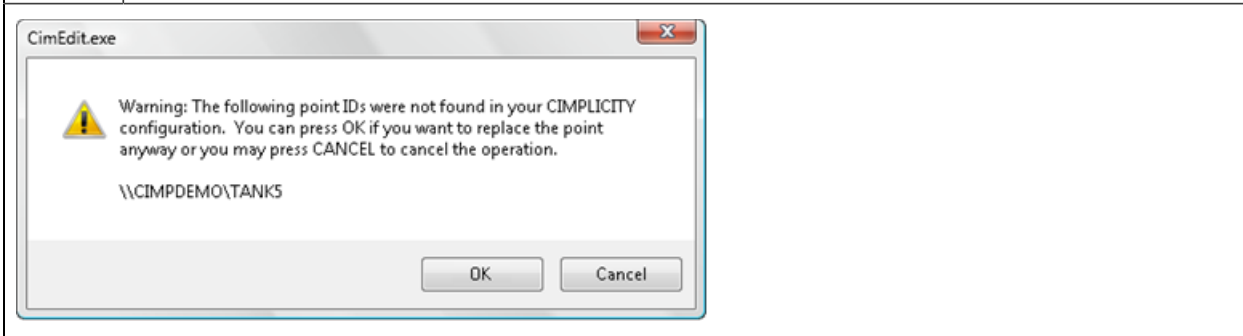 CimEdit.exe
Warning: The following point IDs were not found in your CIMPLICITY
configuration.  You can press OK if you want to replace the point
anyway or you may press CANCEL to cancel the operation.
\\CIMPDEMO\TANK5
OK
Cancel